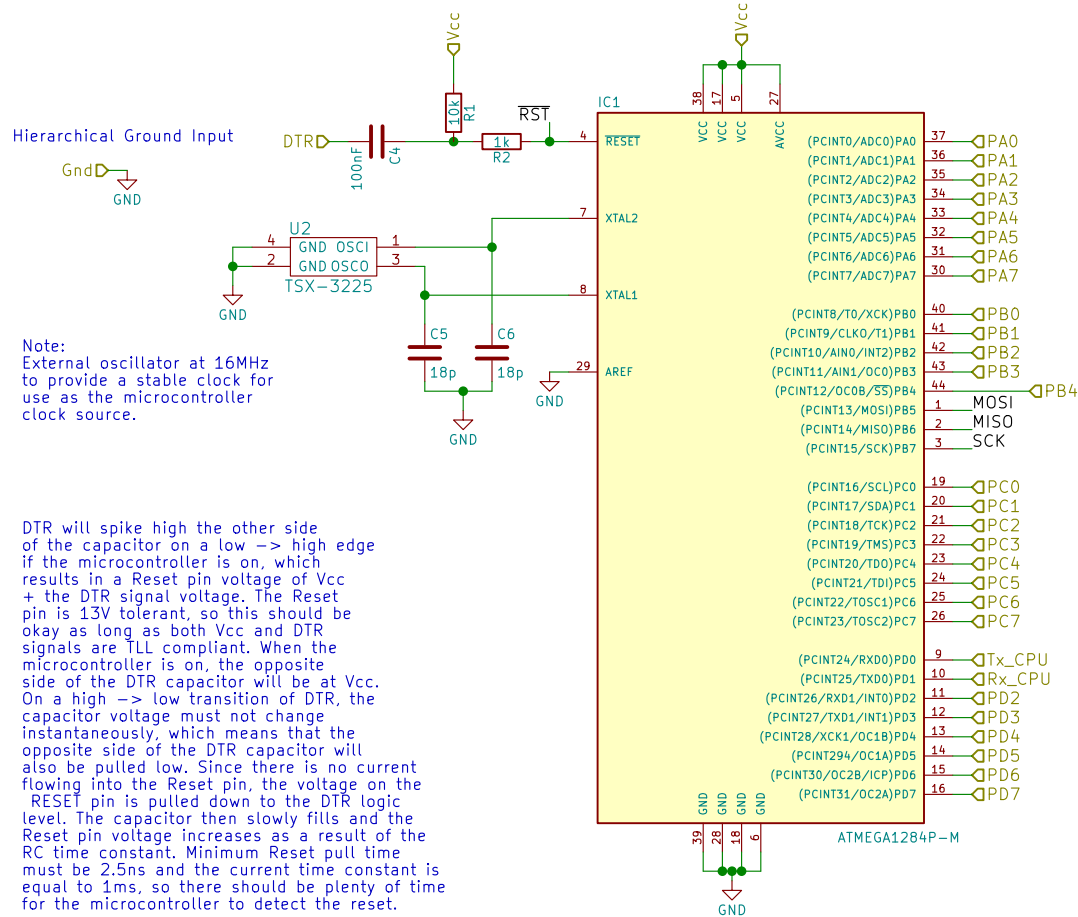 Vcc
Vcc
10k
R1
RST
IC1
38
17
5
27
VCC
VCC
VCC
AVCC
Hierarchical Ground Input
Gnd
GND
DTR
100nF
C4
1k
R2
4
RESET
7
XTAL2
8
XTAL1
29
AREF
GND
U2
4 GND OSCI 1
2 GND OSCO 3
TSX-3225
GND
C5
18p
C6
18p
GND
Note:
External oscillator at 16MHz
to provide a stable clock for
use as the microcontroller
clock source.
(PCINT0/ADC0)PA0 37 PA0
(PCINT1/ADC1)PA1 36 PA1
(PCINT2/ADC2)PA2 35 PA2
(PCINT3/ADC3)PA3 34 PA3
(PCINT4/ADC4)PA4 33 PA4
(PCINT5/ADC5)PA5 32 PA5
(PCINT6/ADC6)PA6 31 PA6
(PCINT7/ADC7)PA7 30 PA7
(PCINT8/T0/XCK)PB0 40 PB0
(PCINT9/CLKO/T1)PB1 41 PB1
(PCINT10/AIN0/INT2)PB2 42 PB2
(PCINT11/AIN1/OC0)PB3 43 PB3
(PCINT12/OC0B/SS)PB4 44 PB4
(PCINT13/MOSI)PB5 1 MOSI
(PCINT14/MISO)PB6 2 MISO
(PCINT15/SCK)PB7 3 SCK
(PCINT16/SCL)PC0 19 PC0
(PCINT17/SDA)PC1 20 PC1
(PCINT18/TCK)PC2 21 PC2
(PCINT19/TMS)PC3 22 PC3
(PCINT20/TDO)PC4 23 PC4
(PCINT21/TDI)PC5 24 PC5
(PCINT22/TOSC1)PC6 25 PC6
(PCINT23/TOSC2)PC7 26 PC7
(PCINT24/RXD0)PD0 9 Tx_CPU
(PCINT25/TXD0)PD1 10 Rx_CPU
(PCINT26/RXD1/INT0)PD2 11 PD2
(PCINT27/TXD1/INT1)PD3 12 PD3
(PCINT28/XCK1/OC1B)PD4 13 PD4
(PCINT294/OC1A)PD5 14 PD5
(PCINT30/OC2B/ICP)PD6 15 PD6
(PCINT31/OC2A)PD7 16 PD7
GND
GND
GND
GND
39
28
18
6
ATMEGA1284P-M
GND
DTR will spike high the other side
of the capacitor on a low -> high edge
if the microcontroller is on, which
results in a Reset pin voltage of Vcc
+ the DTR signal voltage. The Reset
pin is 13V tolerant, so this should be
okay as long as both Vcc and DTR
signals are TLL compliant. When the
microcontroller is on, the opposite
side of the DTR capacitor will be at Vcc.
On a high -> low transition of DTR, the
capacitor voltage must not change
instantaneously, which means that the
opposite side of the DTR capacitor will
also be pulled low. Since there is no current
flowing into the Reset pin, the voltage on the
RESET pin is pulled down to the DTR logic
level. The capacitor then slowly fills and the
Reset pin voltage increases as a result of the
RC time constant. Minimum Reset pull time
must be 2.5ns and the current time constant is
equal to 1ms, so there should be plenty of time
for the microcontroller to detect the reset.